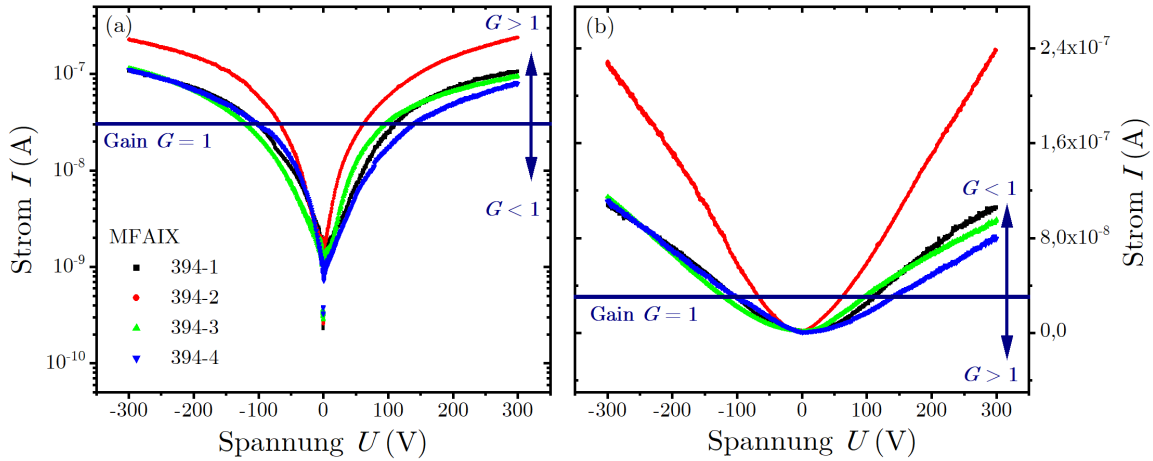 (a)
G > 1
10⁻⁷
Gain G = 1
10⁻⁸
G < 1
MFAIX
394-1
10⁻⁹
394-2
394-3
394-4
10⁻¹⁰
-300 -200 -100 0 100 200 300
Spannung U (V)
Strom I (A)
(b)
2,4x10⁻⁷
1,6x10⁻⁷
G < 1
8,0x10⁻⁸
Gain G = 1
0,0
G > 1
-300 -200 -100 0 100 200 300
Spannung U (V)
Strom I (A)